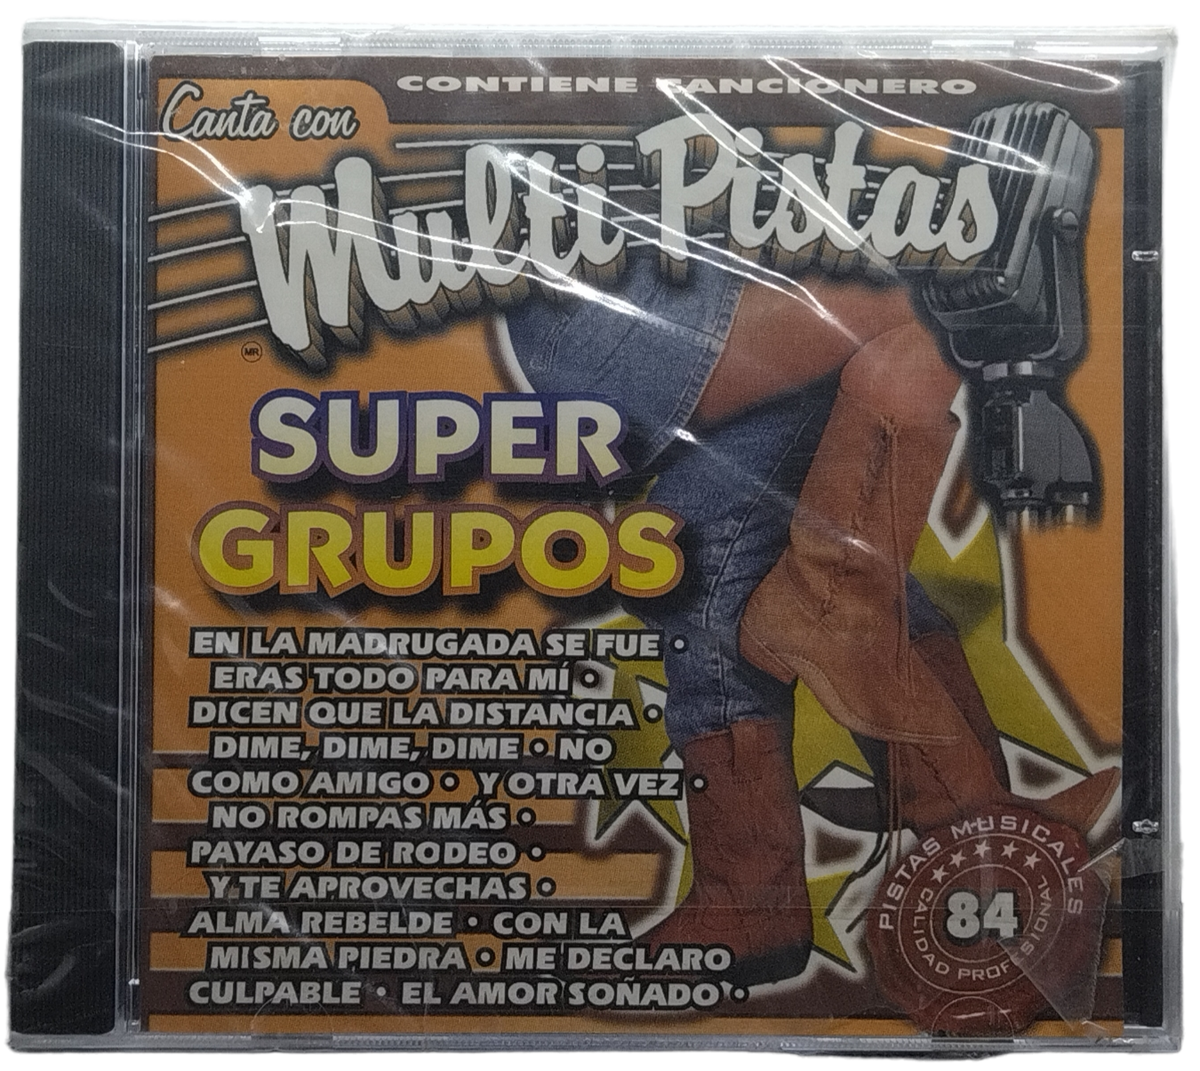 CONTIENE CANCIONERO
Canta con
Multi Pistas
MR
SUPER
GRUPOS
EN LA MADRUGADA SE FUE •
ERAS TODO PARA MÍ •
DICEN QUE LA DISTANCIA •
DIME, DIME, DIME • NO
COMO AMIGO • Y OTRA VEZ •
NO ROMPAS MÁS •
PAYASO DE RODEO •
Y TE APROVECHAS •
ALMA REBELDE • CON LA
MISMA PIEDRA • ME DECLARO
CULPABLE • EL AMOR SOÑADO •
PISTAS MUSICALES
84
CALIDAD PROFESIONAL